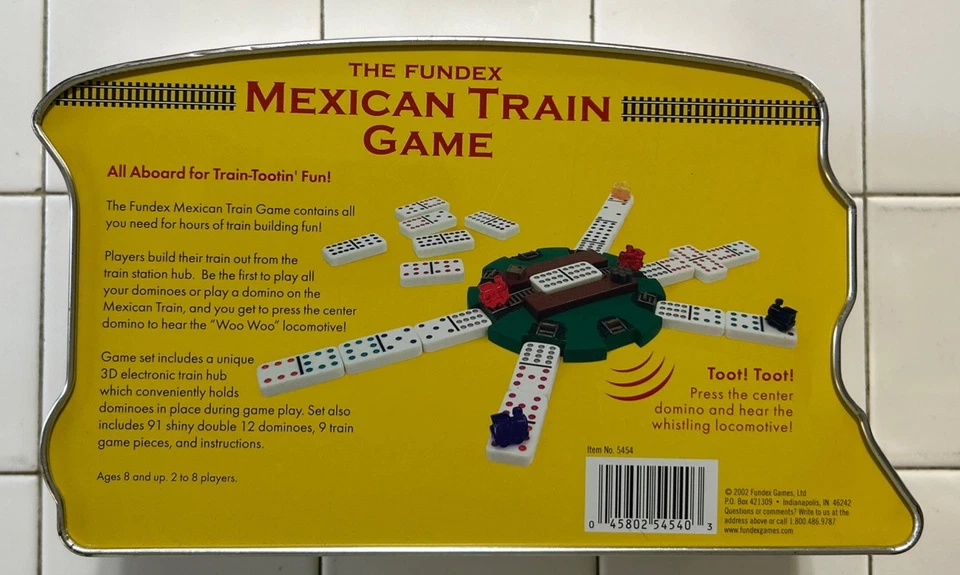 THE FUNDEX
MEXICAN TRAIN
GAME
All Aboard for Train-Tootin' Fun!
The Fundex Mexican Train Game contains all
you need for hours of train building fun!
Players build their train out from the
train station hub. Be the first to play all
your dominoes or play a domino on the
Mexican Train, and you get to press the center
domino to hear the "Woo Woo" locomotive!
Game set includes a unique
3D electronic train hub
which conveniently holds
dominoes in place during game play. Set also
includes 91 shiny double 12 dominoes, 9 train
game pieces, and instructions.
Ages 8 and up. 2 to 8 players.
Toot! Toot!
Press the center
domino and hear the
whistling locomotive!
Item No. 5454
0 45802 54540 3
© 2002 Fundex Games, Ltd
P.O. Box 421309 • Indianapolis, IN 46242
Questions or comments? Write to us at the
address above or call 1.800.486.9787
www.fundexgames.com